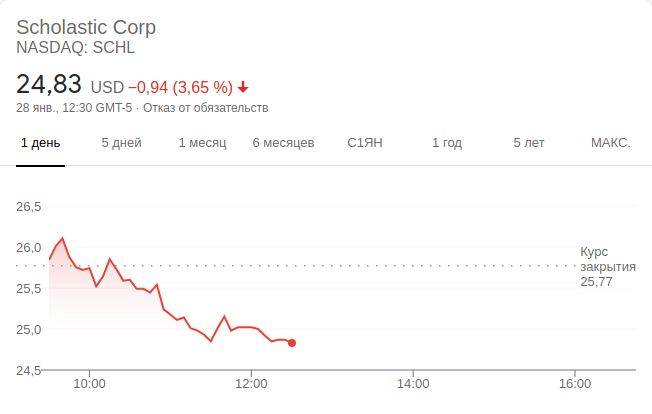 Scholastic Corp
NASDAQ: SCHL
24,83 USD −0,94 (3,65 %)
28 янв., 12:30 GMT-5 · Отказ от обязательств
1 день 5 дней 1 месяц 6 месяцев С1ЯН 1 год 5 лет МАКС.
26,5
26,0
Курс
закрытия
25,77
25,5
25,0
24,5
10:00 12:00 14:00 16:00